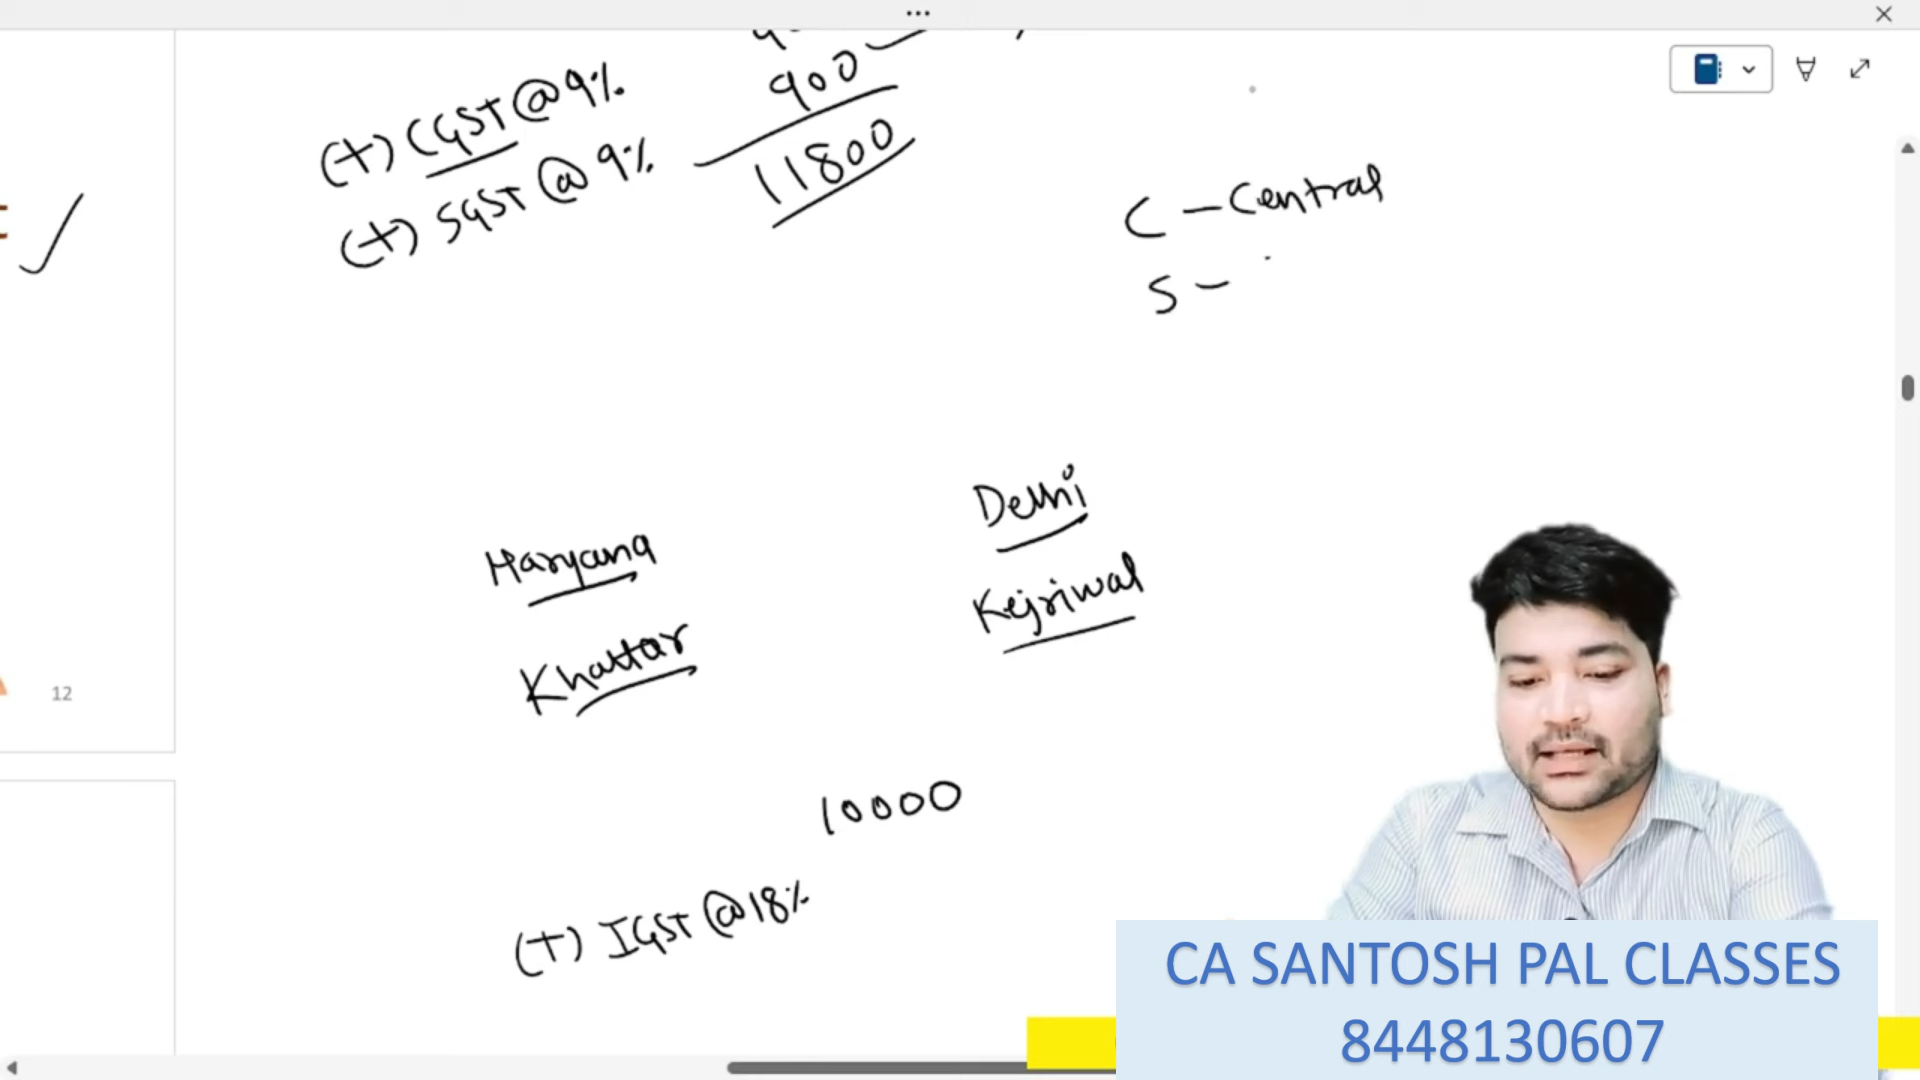 900
(+) CGST @ 9%
(+) SGST @ 9%
11800
C - Central
S -
Haryana
Delhi
Khattar
Kejriwal
10000
(+) IGST @ 18%
12
CA SANTOSH PAL CLASSES
8448130607